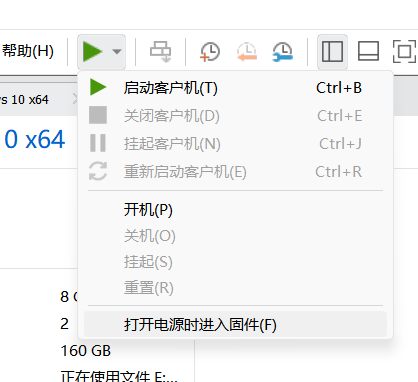 帮助(H)
s 10 x64
0 x64
启动客户机(T) Ctrl+B
关闭客户机(D) Ctrl+E
挂起客户机(N) Ctrl+J
重新启动客户机(E) Ctrl+R
开机(P)
关机(O)
挂起(S)
重置(R)
打开电源时进入固件(F)
8
2
160 GB
正在使用文件 E:...